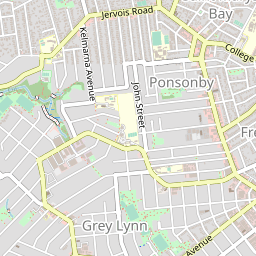 Jervois Road
Bay
College
Kelmarna Avenue
John Street
Ponsonby
Fre
Grey Lynn
Avenue